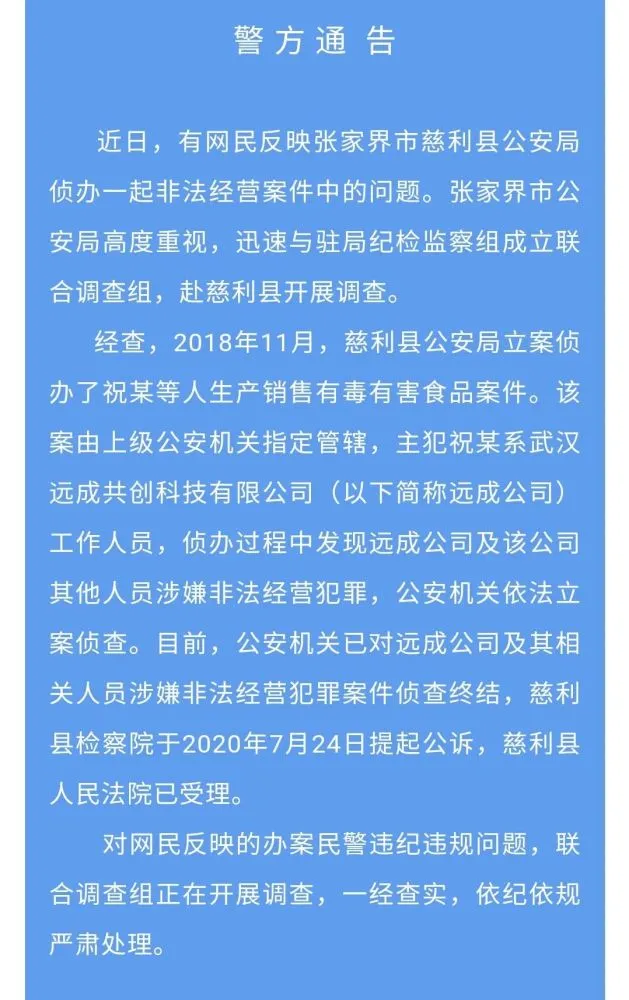 警方通告
近日，有网民反映张家界市慈利县公安局
侦办一起非法经营案件中的问题。张家界市公
安局高度重视，迅速与驻局纪检监察组成立联
合调查组，赴慈利县开展调查。
经查，2018年11月，慈利县公安局立案侦
办了祝某等人生产销售有毒有害食品案件。该
案由上级公安机关指定管辖，主犯祝某系武汉
远成共创科技有限公司（以下简称远成公司）
工作人员，侦办过程中发现远成公司及该公司
其他人员涉嫌非法经营犯罪，公安机关依法立
案侦查。目前，公安机关已对远成公司及其相
关人员涉嫌非法经营犯罪案件侦查终结，慈利
县检察院于2020年7月24日提起公诉，慈利县
人民法院已受理。
对网民反映的办案民警违纪违规问题，联
合调查组正在开展调查，一经查实，依纪依规
严肃处理。